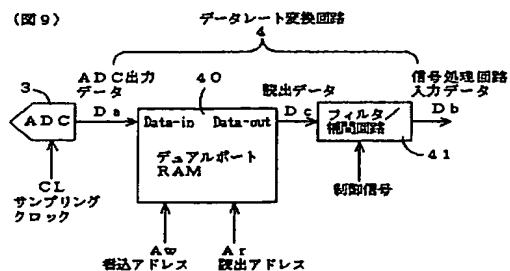 (図9)
データレート変換回路
4
3
ADC出力
データ
40
読出データ
信号処理回路
入力データ
ADC
Da
Data-in
Data-out
Dc
フィルタ/
補間回路
Db
デュアルポート
RAM
41
CL
サンプリング
クロック
制御信号
Aw
書込アドレス
Ar
読出アドレス